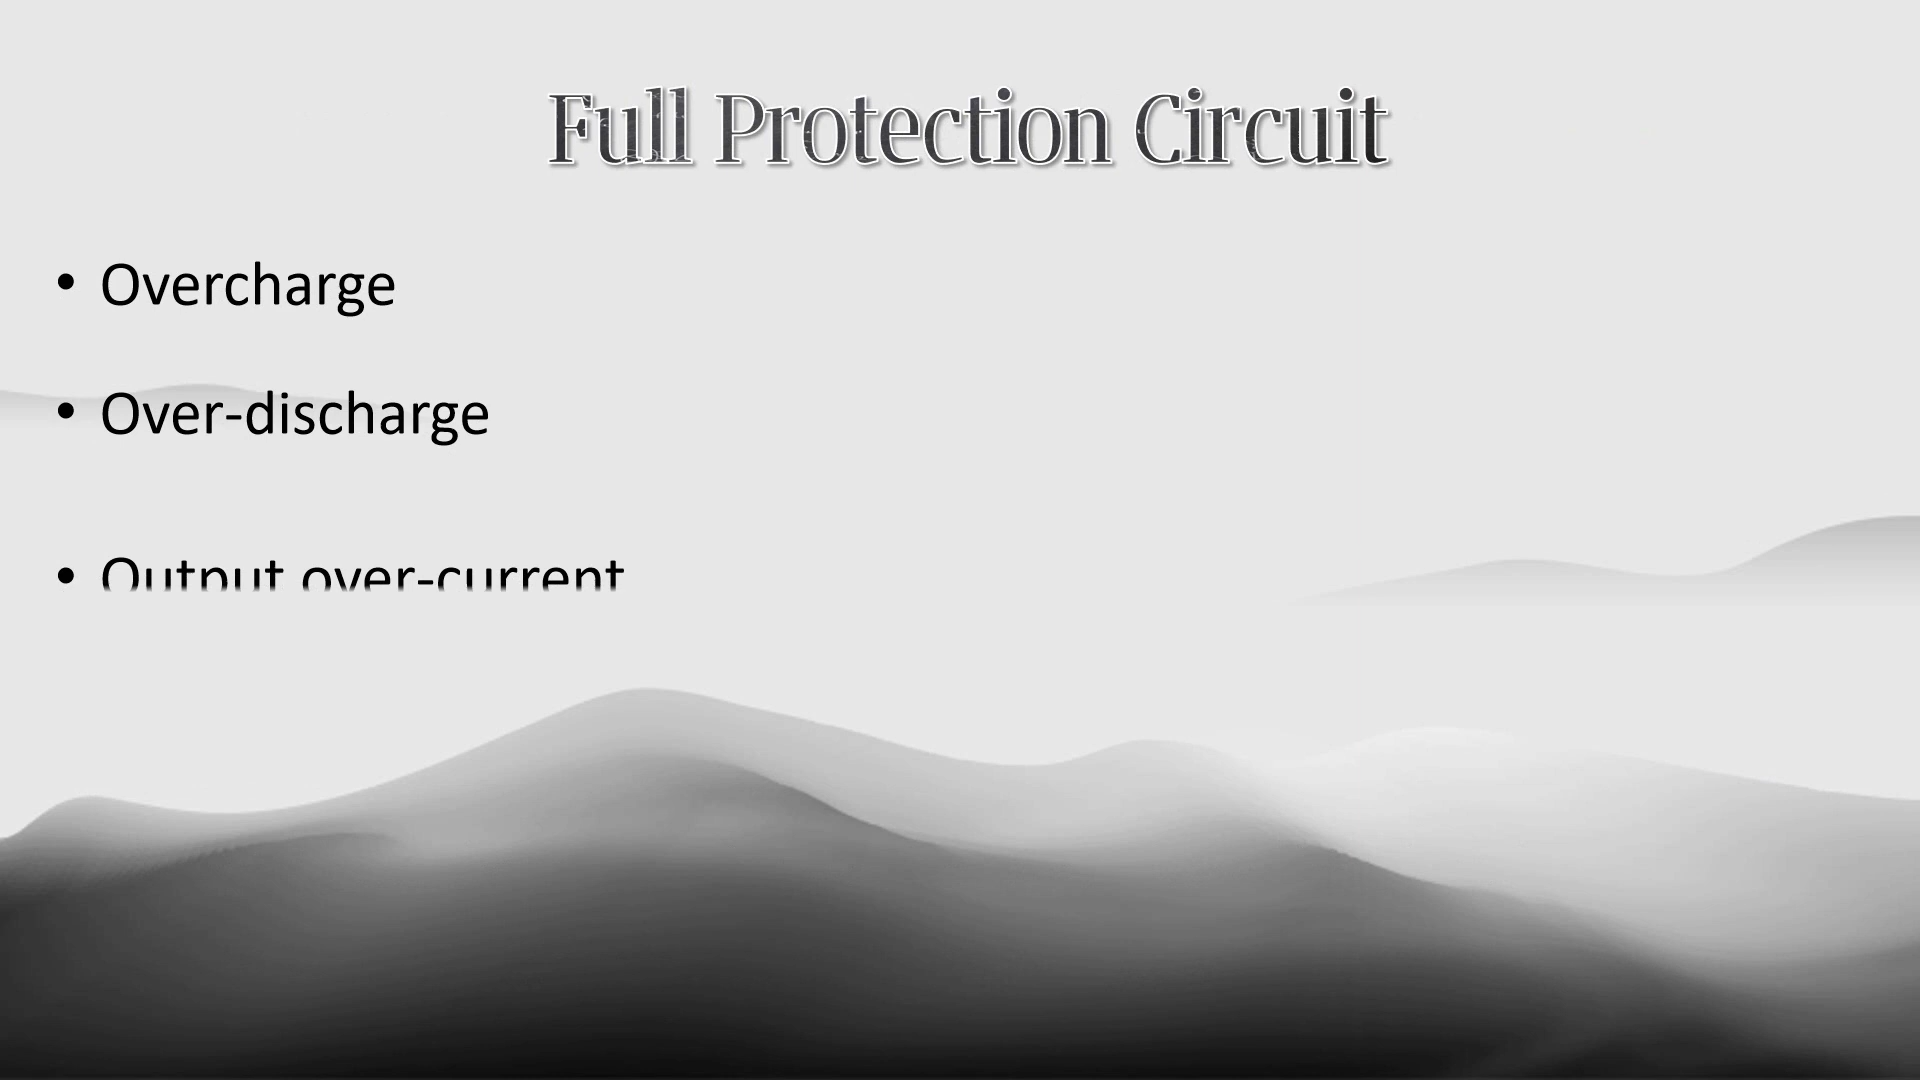 Full Protection Circuit
• Overcharge
• Over-discharge
• Output over-current